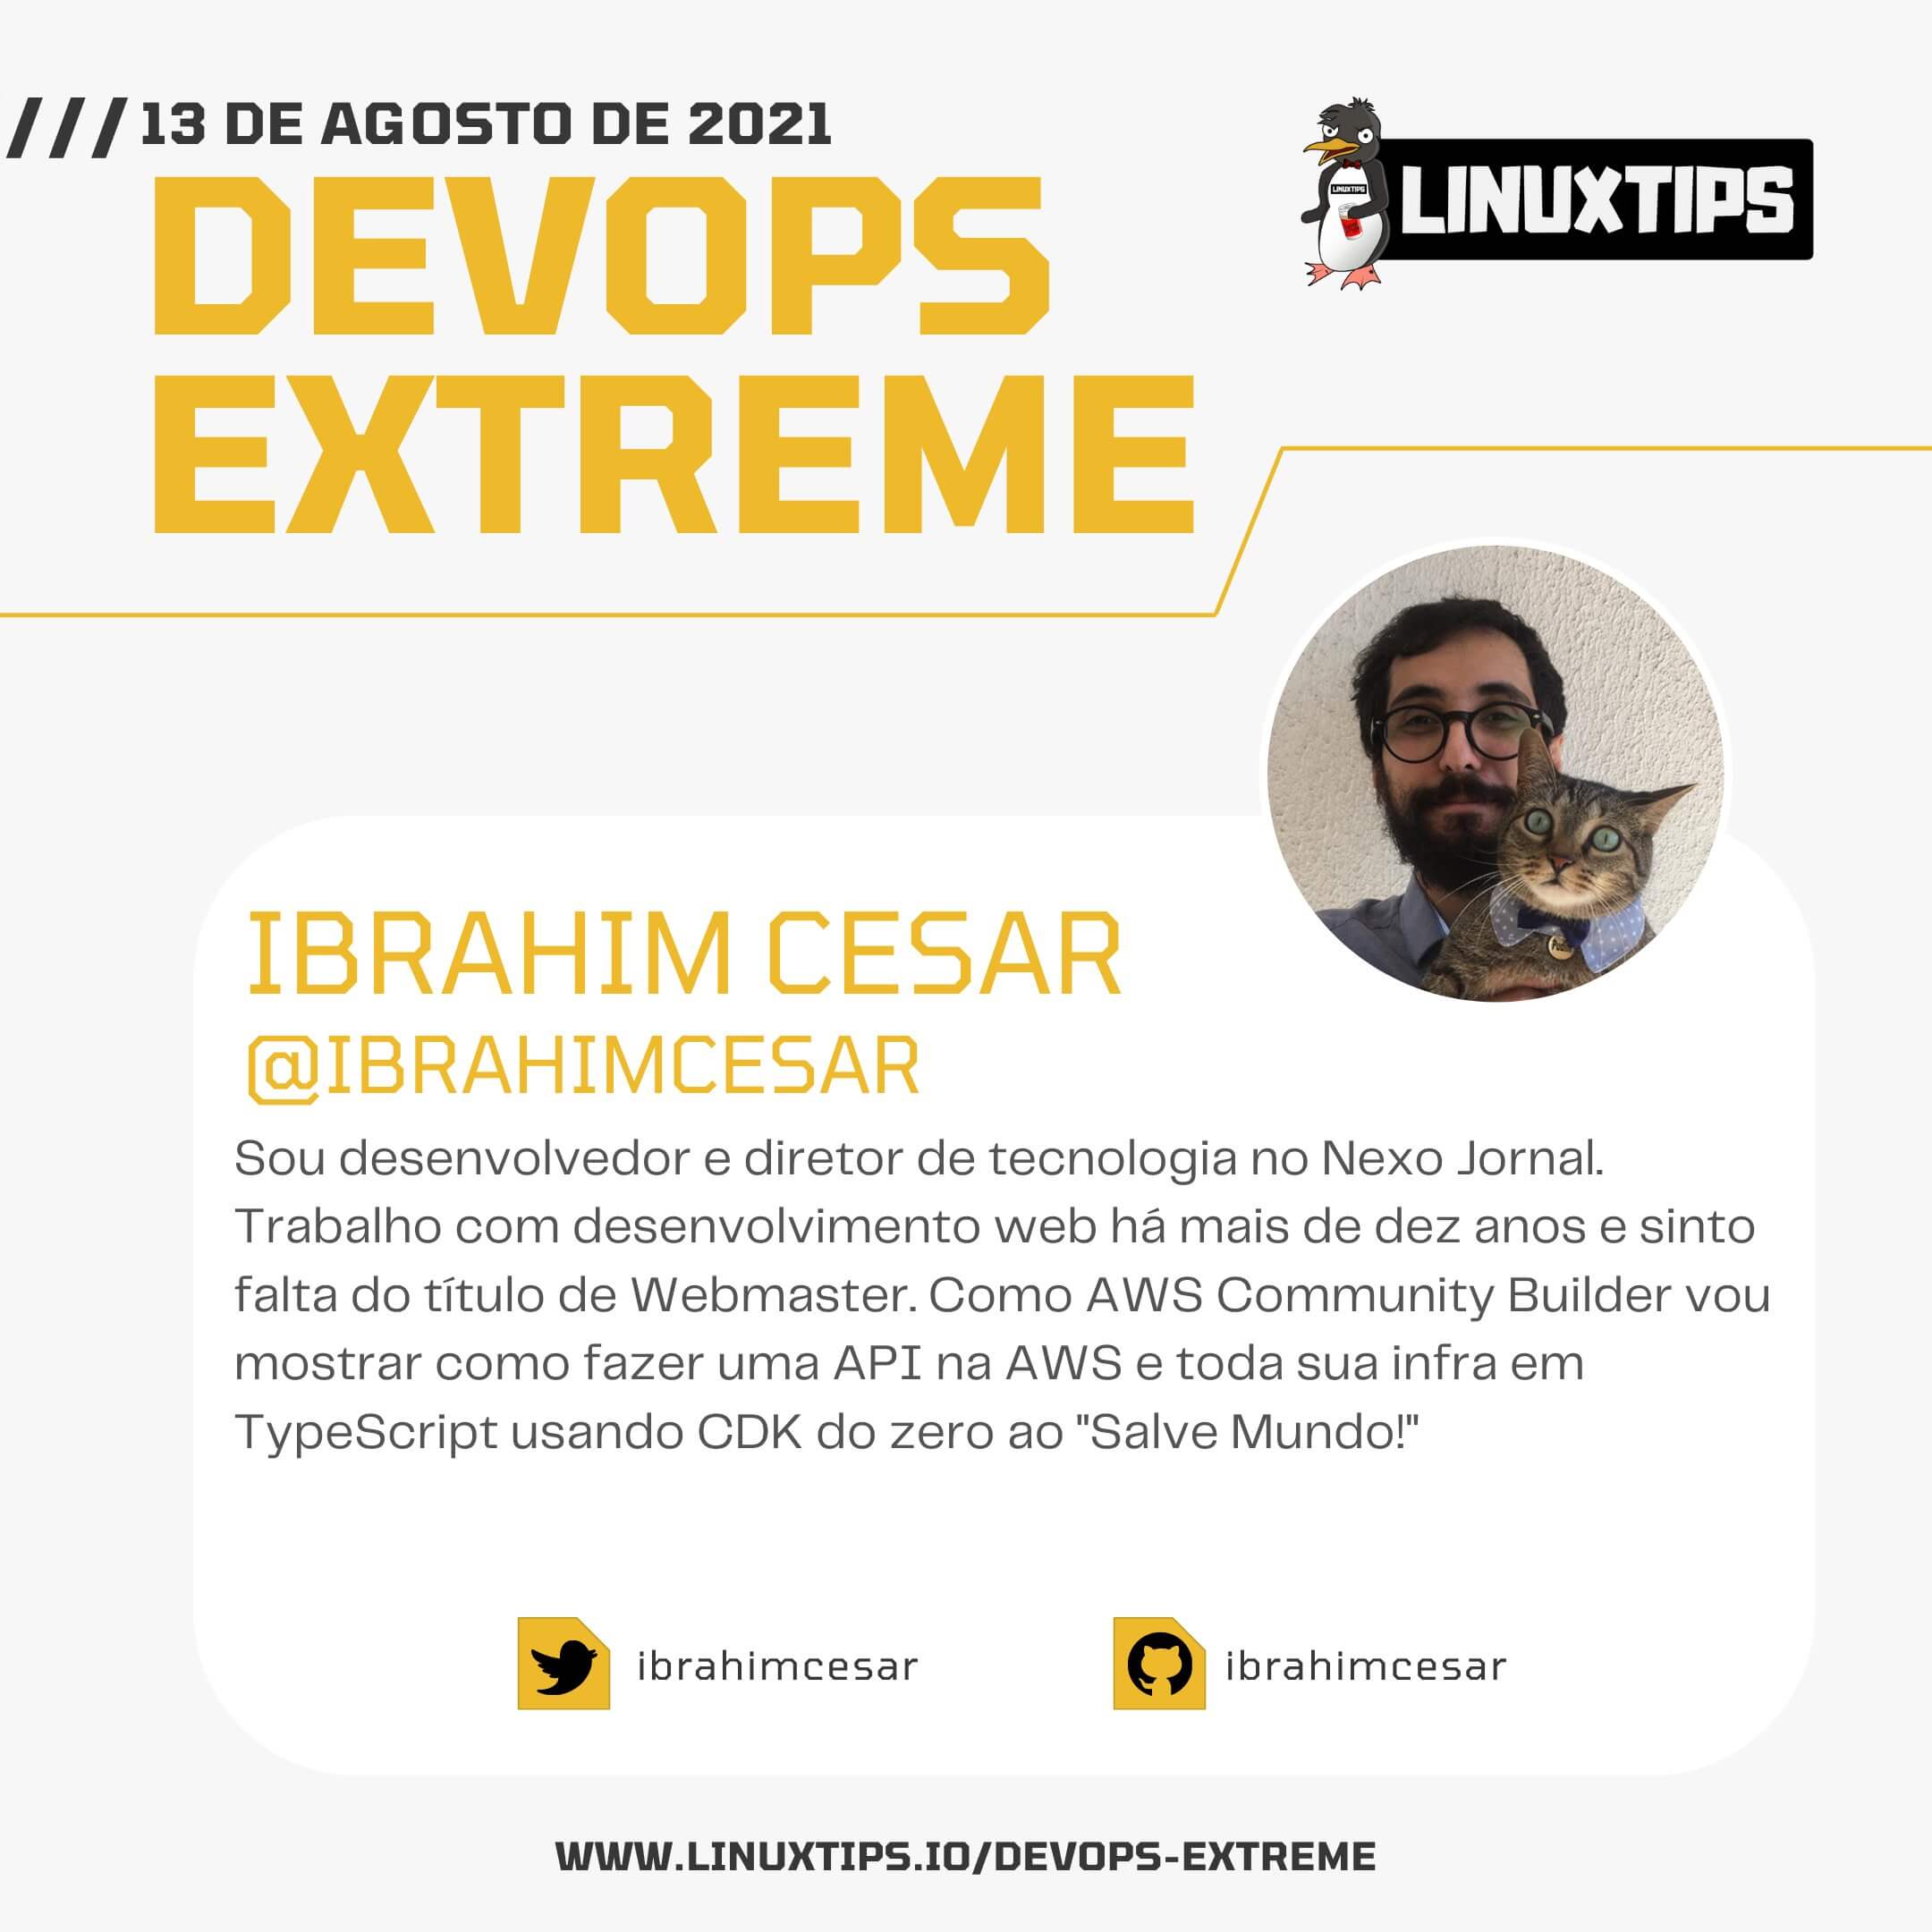 ///13 DE AGOSTO DE 2021
DEVOPS
EXTREME
LINUXTIPS
LINUXTIPS
IBRAHIM CESAR
@IBRAHIMCESAR
Sou desenvolvedor e diretor de tecnologia no Nexo Jornal.
Trabalho com desenvolvimento web há mais de dez anos e sinto
falta do título de Webmaster. Como AWS Community Builder vou
mostrar como fazer uma API na AWS e toda sua infra em
TypeScript usando CDK do zero ao "Salve Mundo!"
ibrahimcesar
ibrahimcesar
WWW.LINUXTIPS.IO/DEVOPS-EXTREME